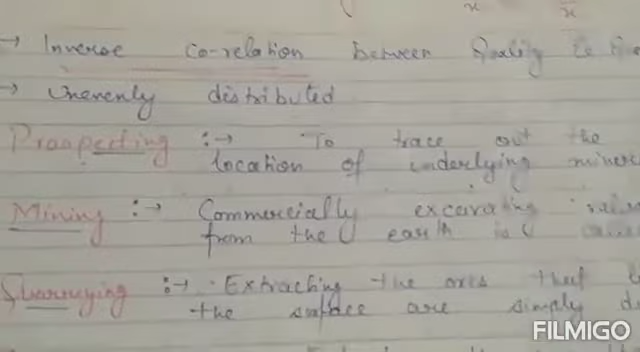 x x
→ Inverse co-relation between Quality &
→ Unevenly distributed
Prospecting :→ To trace out the
location of underlying miner
Mining :→ Commercially excavating
from the earth is
Quarrying :→ Extracting the ores that
the surface are simply d
FILMIGO